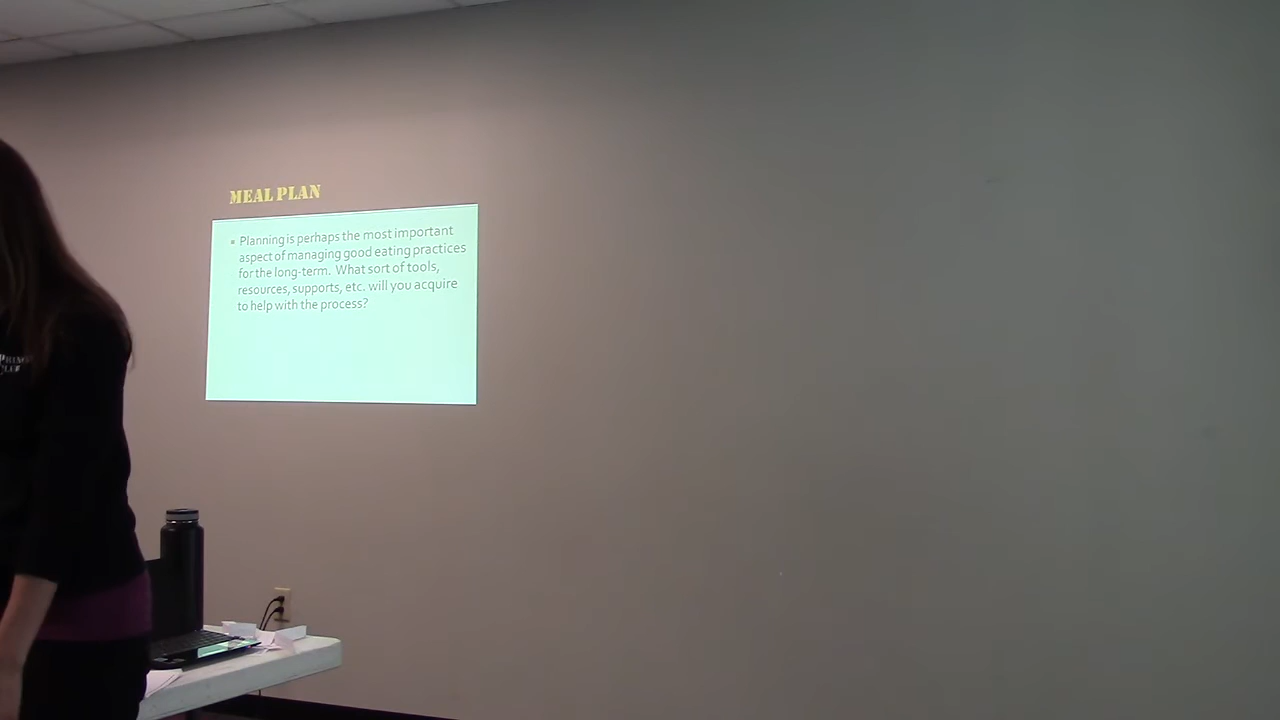 MEAL PLAN
▪ Planning is perhaps the most important
aspect of managing good eating practices
for the long-term. What sort of tools,
resources, supports, etc. will you acquire
to help with the process?